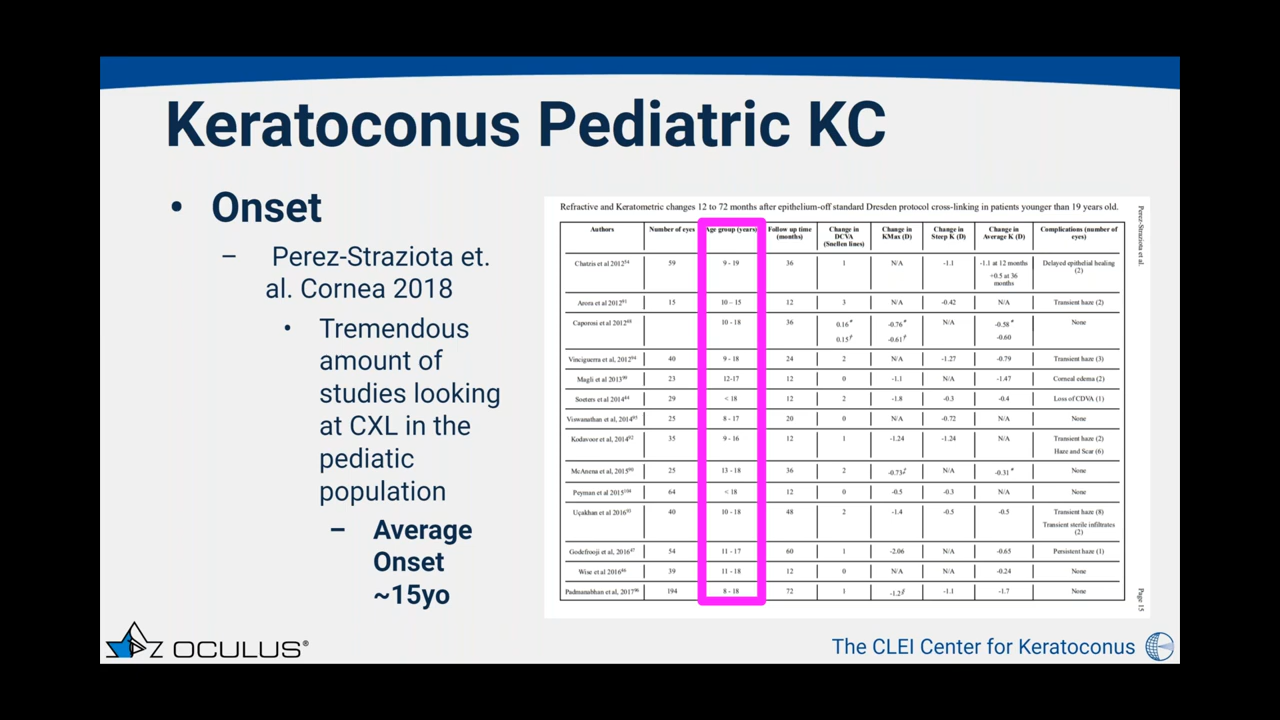 Keratoconus Pediatric KC
• Onset
– Perez-Straziota et.
al. Cornea 2018
• Tremendous
amount of
studies looking
at CXL in the
pediatic
population
– Average
Onset
~15yo
Refractive and Keratometric changes 12 to 72 months after epithelium-off standard Dresden protocol cross-linking in patients younger than 19 years old.
Authors Number of eyes Age group (years) Follow up time (months) Change in DCVA (Snellen lines) Change in KMax (D) Change in Steep K (D) Change in Average K (D) Complications (number of eyes)
Chatzis et al 2012 59 9 - 19 36 1 N/A -1.1 -1.1 at 12 months +0.5 at 36 months Delayed epithelial healing (2)
Arora et al 2012 15 10 – 15 12 3 N/A -0.42 N/A Transient haze (2)
Caporosi et al 2012 10 - 18 36 0.16 0.15 -0.76 -0.61 N/A -0.58 -0.60 None
Vinciguerra et al, 2012 40 9 - 18 24 2 N/A -1.27 -0.79 Transient haze (3)
Magli et al 2013 23 12-17 12 0 -1.1 N/A -1.47 Corneal edema (2)
Soeters et al 2014 29 < 18 12 2 -1.8 -0.3 -0.4 Loss of CDVA (1)
Viswanathan et al, 2014 25 8 - 17 20 0 N/A -0.72 N/A None
Kodavoor et al, 2014 35 9 - 16 12 1 -1.24 -1.24 N/A Transient haze (2) Haze and Scar (6)
McAnena et al, 2015 25 13 - 18 36 2 -0.73 N/A -0.31 None
Peyman et al 2015 64 < 18 12 0 -0.5 -0.3 N/A None
Uçakhan et al 2016 40 10 - 18 48 2 -1.4 -0.5 -0.5 Transient haze (8) Transient sterile infiltrates (2)
Godefrooji et al, 2016 54 11 - 17 60 1 -2.06 N/A -0.65 Persistent haze (1)
Wise et al 2016 39 11 - 18 12 0 N/A N/A -0.24 None
Padmanabhan et al, 2017 194 8 - 18 72 1 -1.2 -1.1 -1.7 None
Perez-Straziota et al.
Page 15
OCULUS®
The CLEI Center for Keratoconus